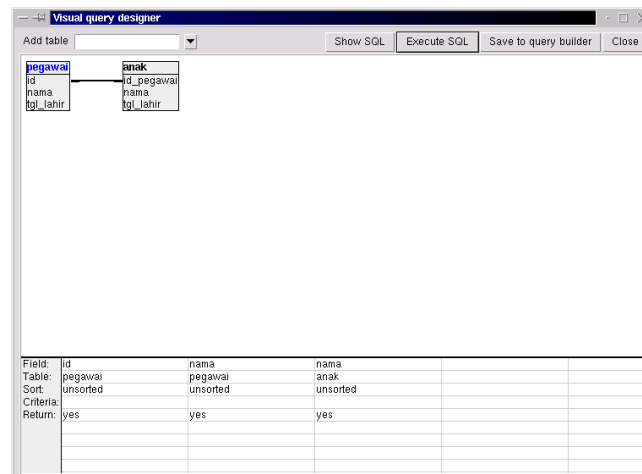 Visual query designer
Add table Show SQL Execute SQL Save to query builder Close
pegawai anak
id id_pegawai
nama nama
tgl_lahir tgl_lahir
Field: id nama nama
Table: pegawai pegawai anak
Sort: unsorted unsorted unsorted
Criteria:
Return: yes yes yes